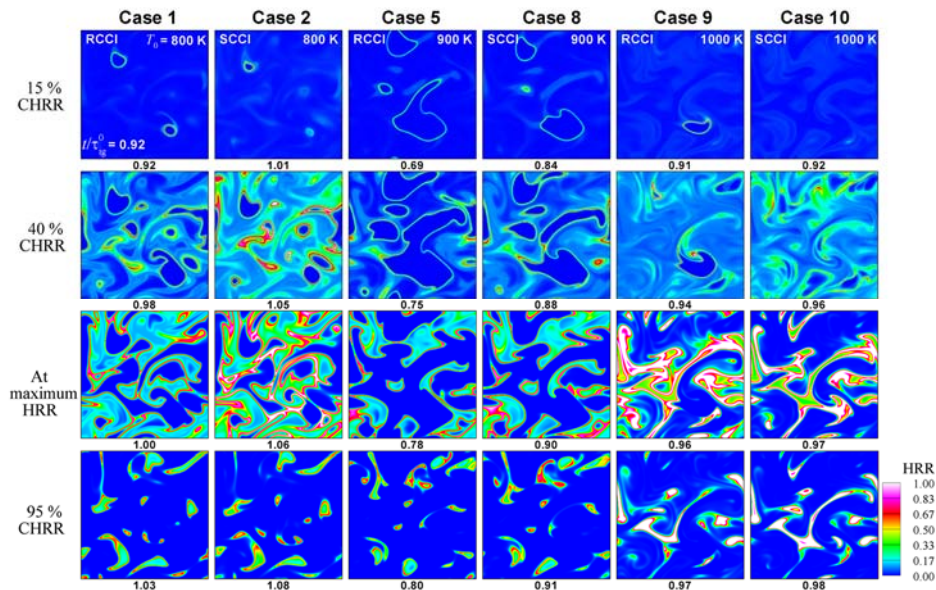 Case 1 Case 2 Case 5 Case 8 Case 9 Case 10
RCCI T₀ = 800 K SCCI 800 K RCCI 900 K SCCI 900 K RCCI 1000 K SCCI 1000 K
15 %
CHRR
t/τ⁰ig = 0.92
0.92 1.01 0.69 0.84 0.91 0.92
40 %
CHRR
0.98 1.05 0.75 0.88 0.94 0.96
At
maximum
HRR
1.00 1.06 0.78 0.90 0.96 0.97
95 %
CHRR
HRR
1.00
0.83
0.67
0.50
0.33
0.17
0.00
1.03 1.08 0.80 0.91 0.97 0.98